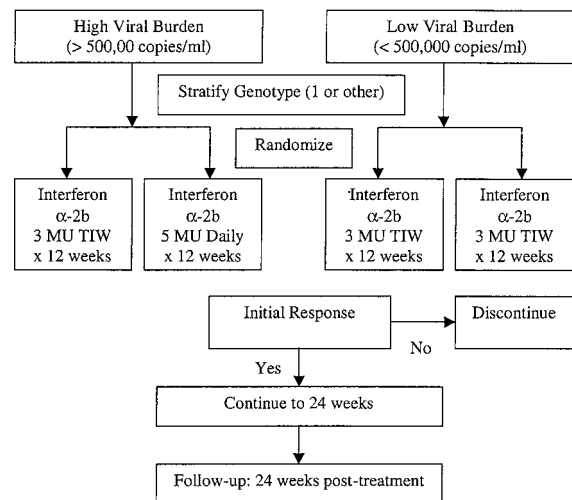 High Viral Burden
(> 500,00 copies/ml)
Low Viral Burden
(< 500,000 copies/ml)
Stratify Genotype (1 or other)
Randomize
Interferon
α-2b
3 MU TIW
x 12 weeks
Interferon
α-2b
5 MU Daily
x 12 weeks
Interferon
α-2b
3 MU TIW
x 12 weeks
Interferon
α-2b
3 MU TIW
x 12 weeks
Initial Response
Discontinue
No
Yes
Continue to 24 weeks
Follow-up: 24 weeks post-treatment